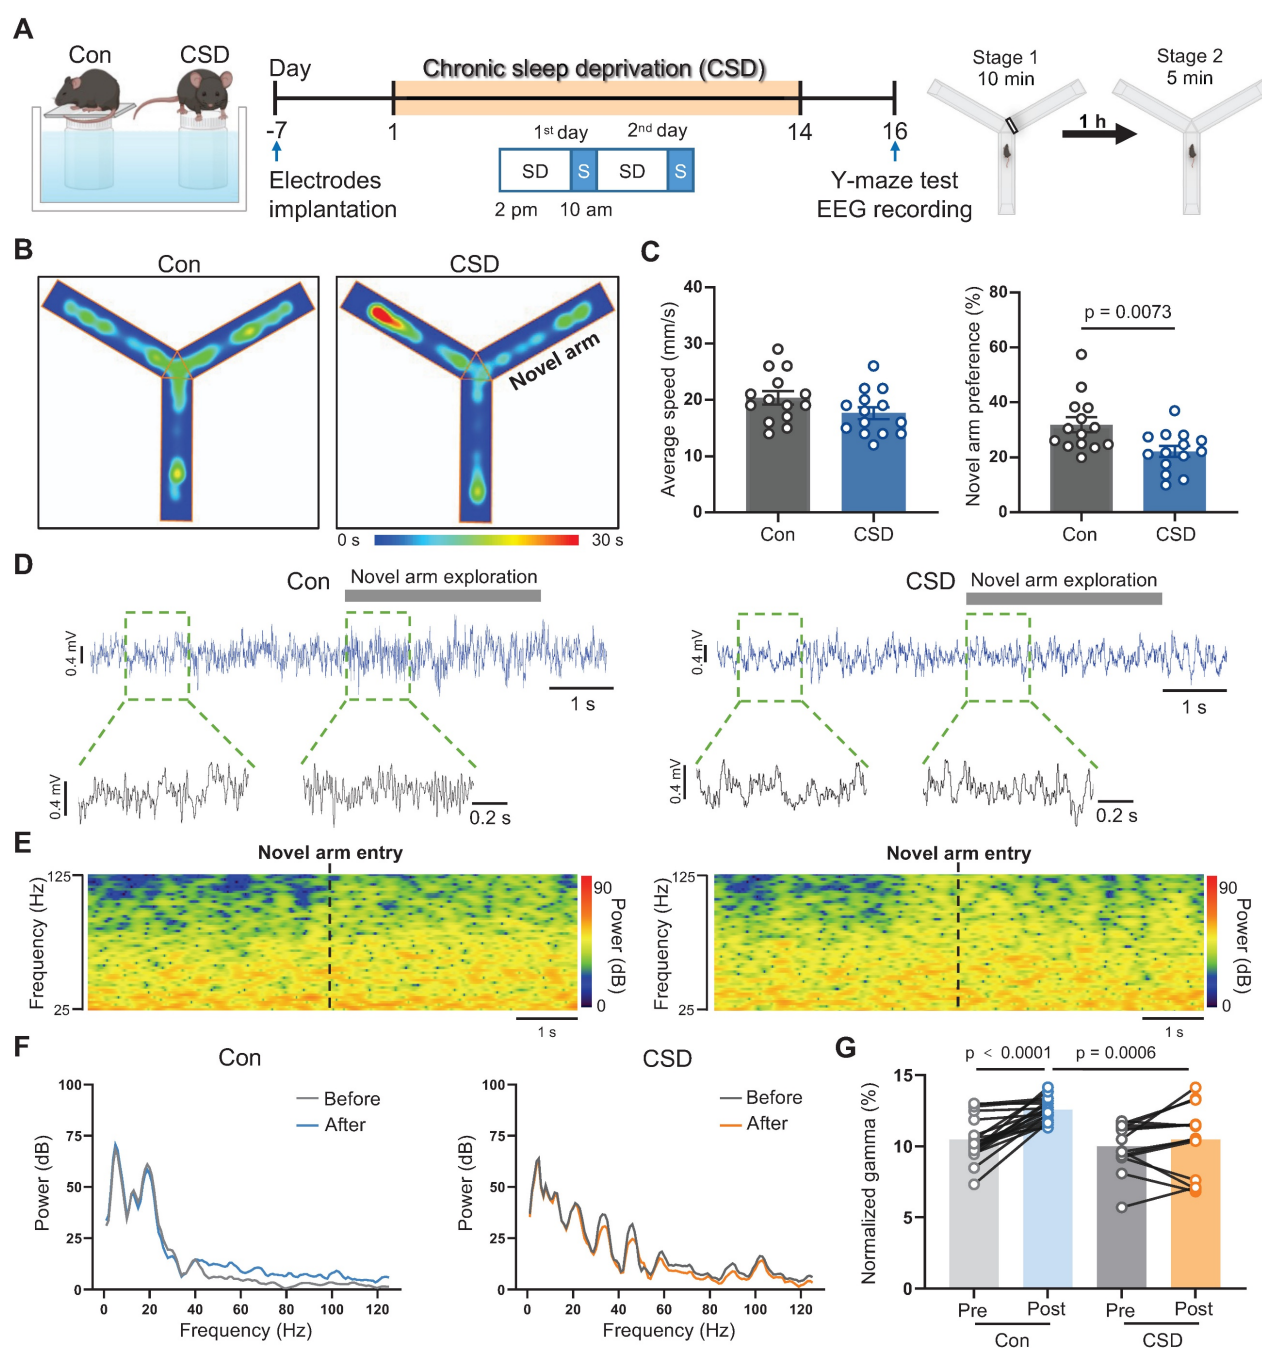 A
Con
CSD
Day
Chronic sleep deprivation (CSD)
-7
1
14
16
1st day
2nd day
SD
S
SD
S
2 pm
10 am
Electrodes
implantation
Y-maze test
EEG recording
Stage 1
10 min
1 h
Stage 2
5 min
B
Con
CSD
Novel arm
0 s
30 s
C
Average speed (mm/s)
40
30
20
10
0
Con
CSD
Novel arm preference (%)
80
60
40
20
0
p = 0.0073
Con
CSD
D
Con
Novel arm exploration
0.4 mV
1 s
0.4 mV
0.2 s
CSD
Novel arm exploration
0.4 mV
1 s
0.4 mV
0.2 s
E
Novel arm entry
Frequency (Hz)
125
25
90
0
Power (dB)
1 s
Novel arm entry
Frequency (Hz)
125
25
90
0
Power (dB)
1 s
F
Con
Power (dB)
100
75
50
25
0
Before
After
0
20
40
60
80
100
120
Frequency (Hz)
CSD
Power (dB)
100
75
50
25
0
Before
After
0
20
40
60
80
100
120
Frequency (Hz)
G
p < 0.0001
p = 0.0006
Normalized gamma (%)
15
10
5
0
Pre
Post
Pre
Post
Con
CSD